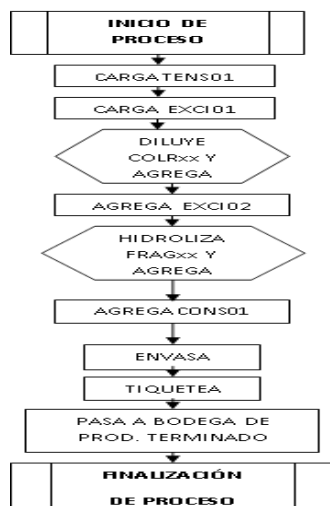 INICIO DE
PROCESO
CARGA TENS01
CARGA EXCI01
DILUYE
COLRxx Y
AGREGA
AGREGA EXCI02
HIDROLIZA
FRAGxx Y
AGREGA
AGREGA CONS01
ENVASA
TIQUETEA
PASA A BODEGA DE
PROD. TERMINADO
FINALIZACIÓN
DE PROCESO